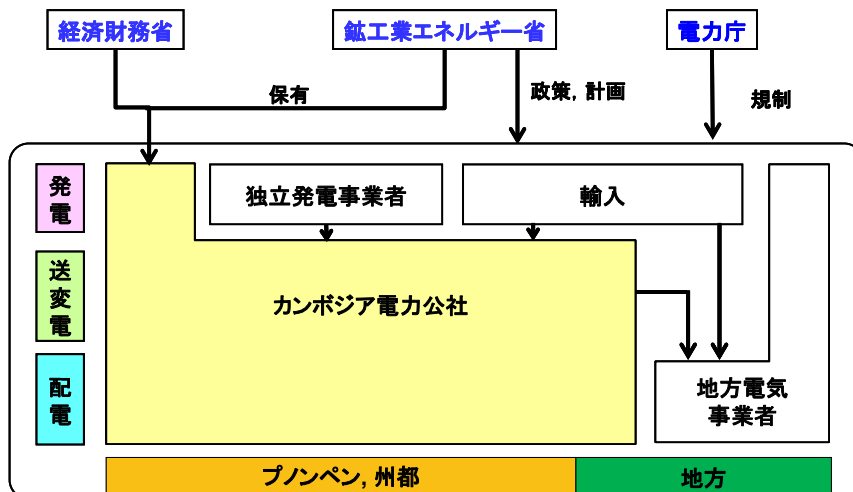 経済財務省
鉱工業エネルギー省
電力庁
保有
政策, 計画
規制
発電
独立発電事業者
輸入
送変電
カンボジア電力公社
配電
地方電気
事業者
プノンペン, 州都
地方